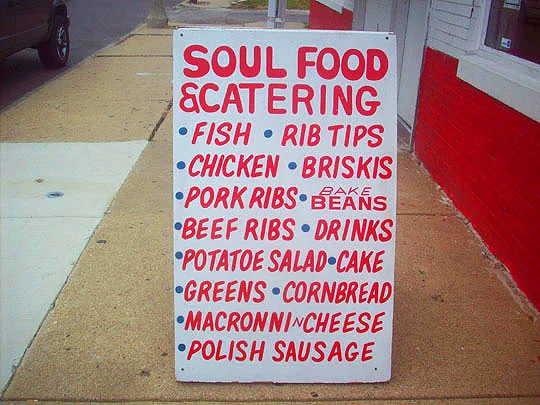 SOUL FOOD
&CATERING
•FISH •RIB TIPS
•CHICKEN •BRISKIS
•PORK RIBS•BAKE BEANS
•BEEF RIBS •DRINKS
•POTATOE SALAD•CAKE
•GREENS •CORNBREAD
•MACRONNI N CHEESE
•POLISH SAUSAGE